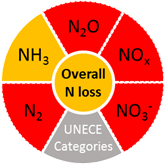 N₂O
NH₃
NOₓ
Overall
N loss
N₂
NO₃⁻
UNECE
Categories